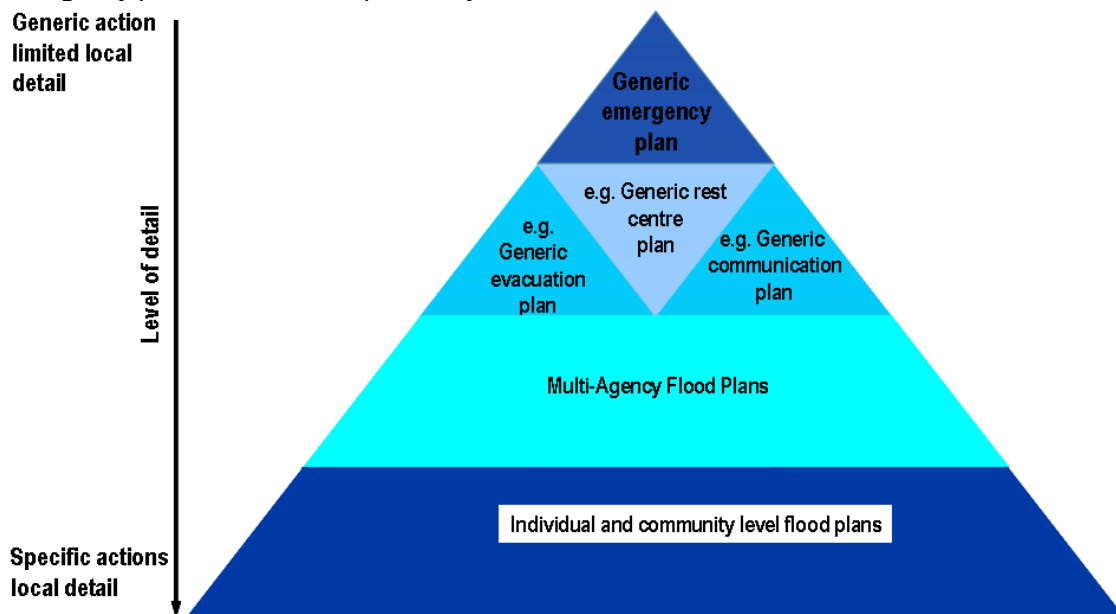 Generic action
limited local
detail
Generic
emergency
plan
e.g. Generic rest
centre
plan
e.g.
Generic
evacuation
plan
e.g. Generic
communication
plan
Level of detail
Multi-Agency Flood Plans
Individual and community level flood plans
Specific actions
local detail